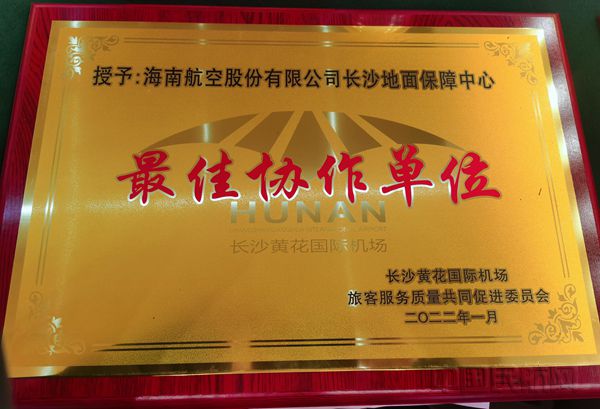 授予:海南航空股份有限公司长沙地面保障中心
最佳协作单位
HUNAN
长沙黄花国际机场
长沙黄花国际机场
旅客服务质量共同促进委员会
二〇二二年一月